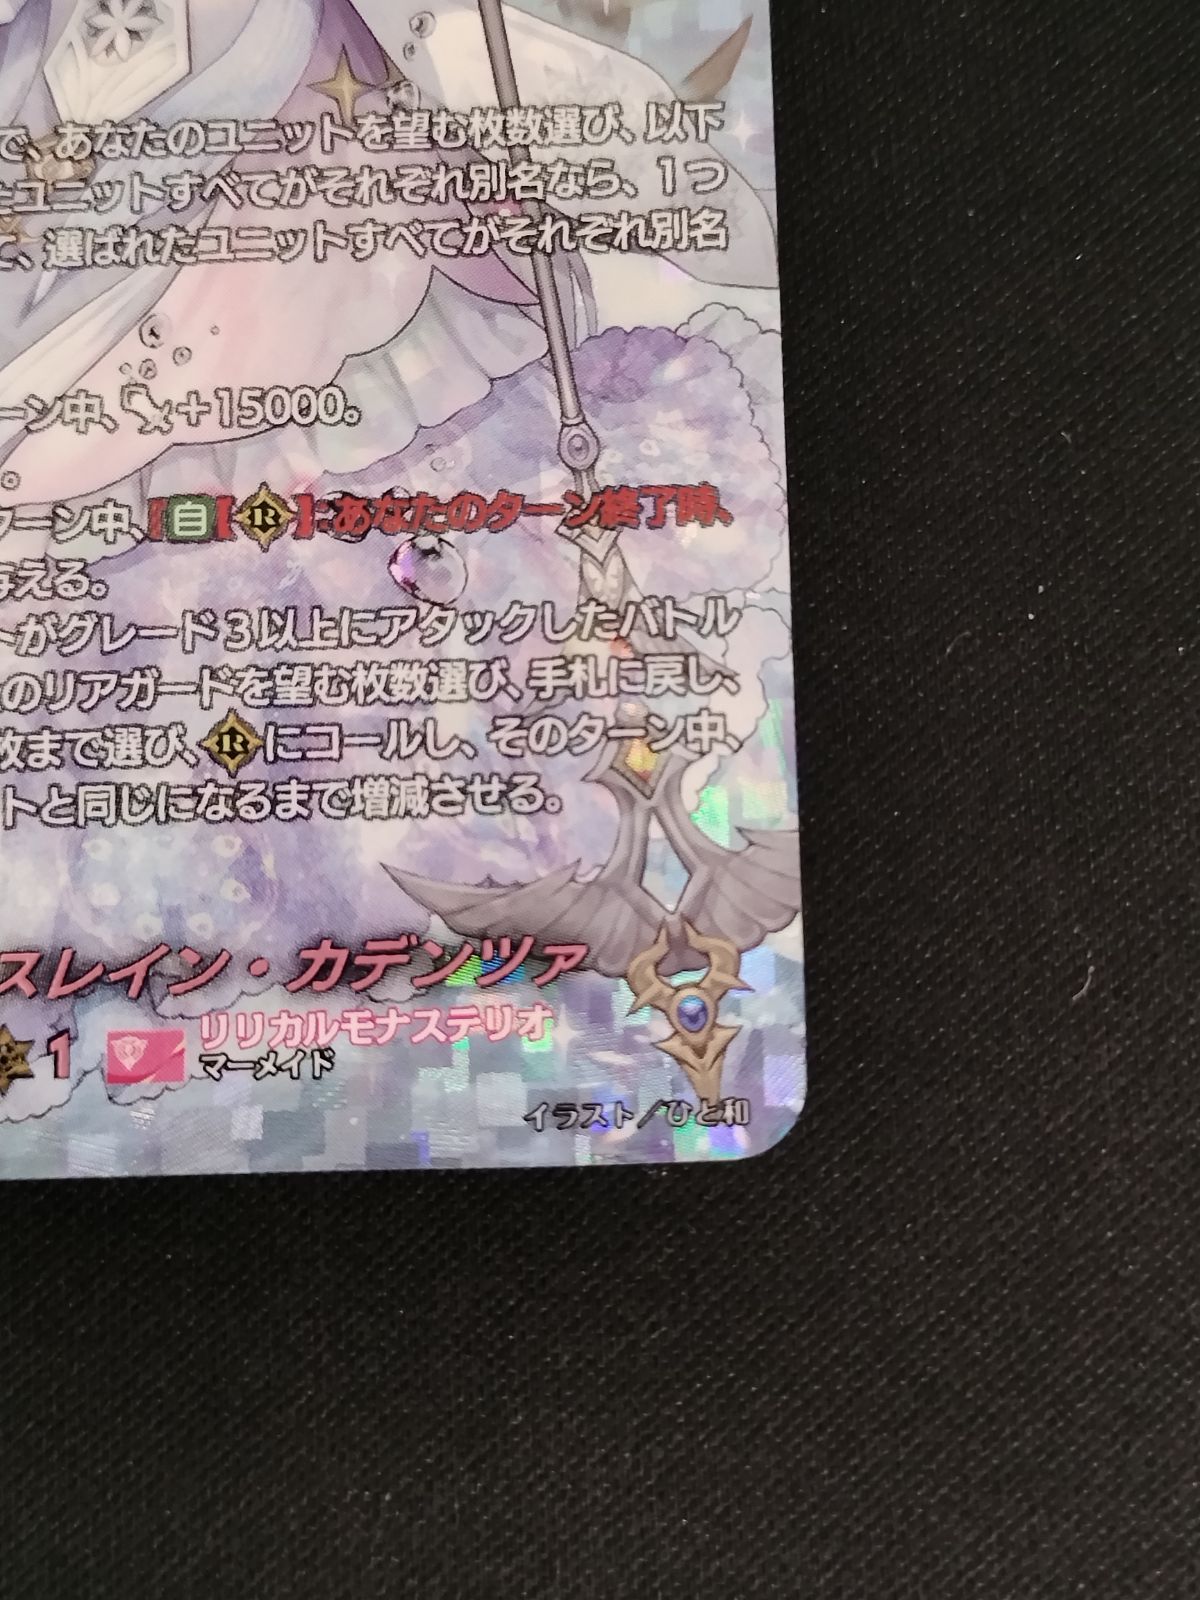 で、あなたのユニットを望む枚数選び、以下
たユニットすべてがそれぞれ別名なら、1つ
て、選ばれたユニットすべてがそれぞれ別名
ーン中、+15000。
。
ターン中、『自【R】:あなたのターン終了時、
与える。
トがグレード3以上にアタックしたバトル
のリアガードを望む枚数選び、手札に戻し、
枚まで選び、Rにコールし、そのターン中、
トと同じになるまで増減させる。
スレイン・カデンツァ
1 リリカルモナステリオ
マーメイド
イラスト/ひと和